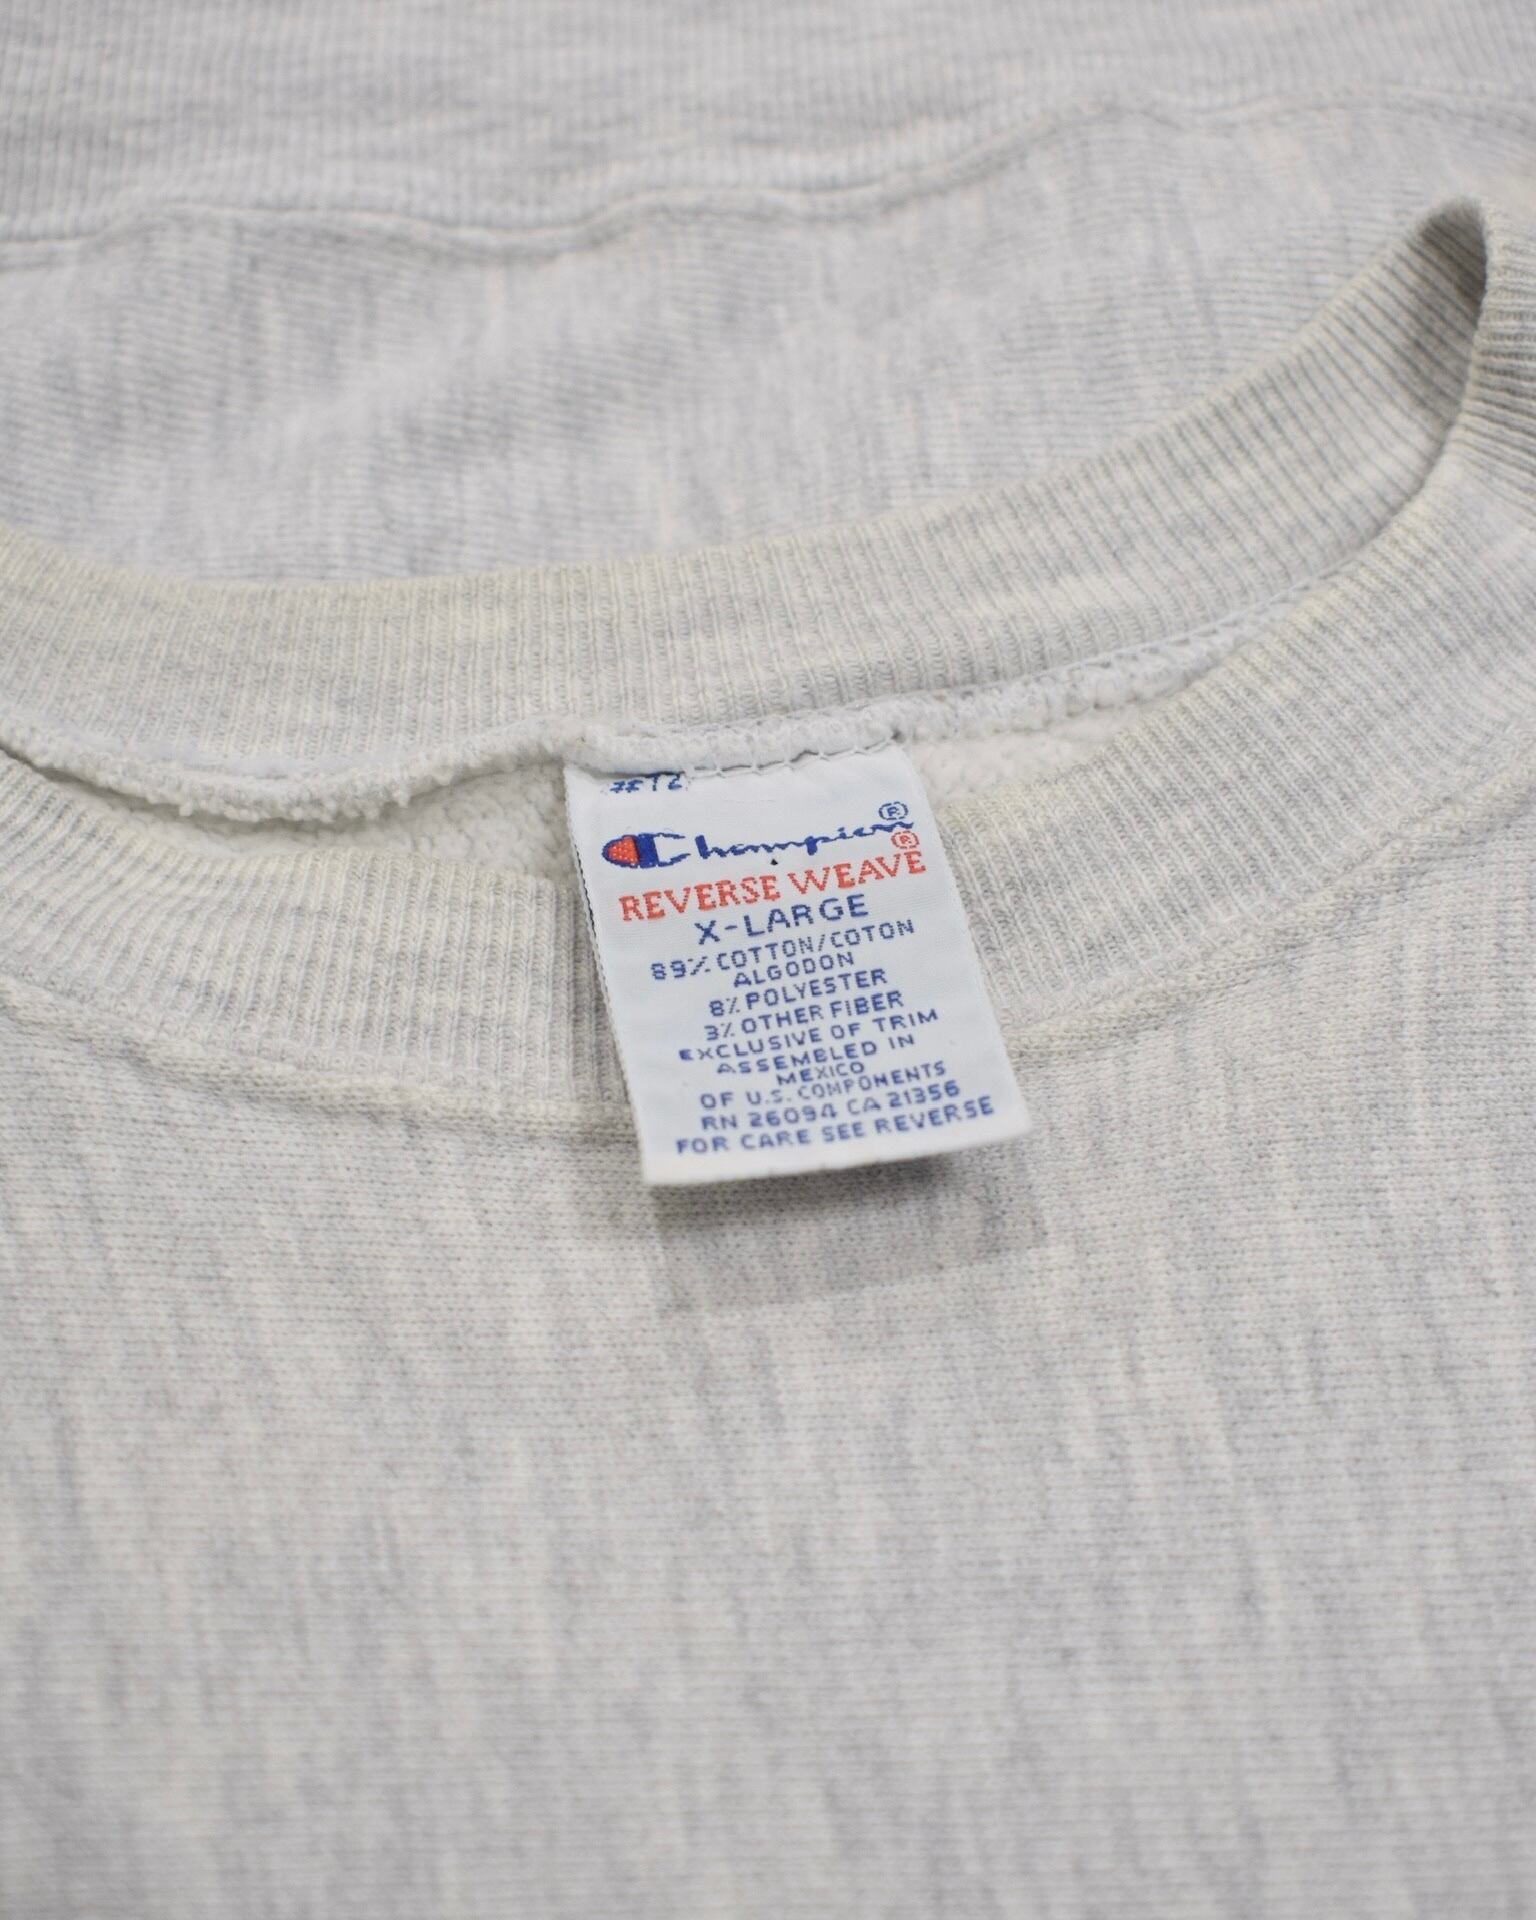 Champion®
REVERSE WEAVE®
X-LARGE
89% COTTON/COTON
ALGODON
8% POLYESTER
3% OTHER FIBER
EXCLUSIVE OF TRIM
ASSEMBLED IN
MEXICO
OF U.S. COMPONENTS
RN 26094 CA 21356
FOR CARE SEE REVERSE